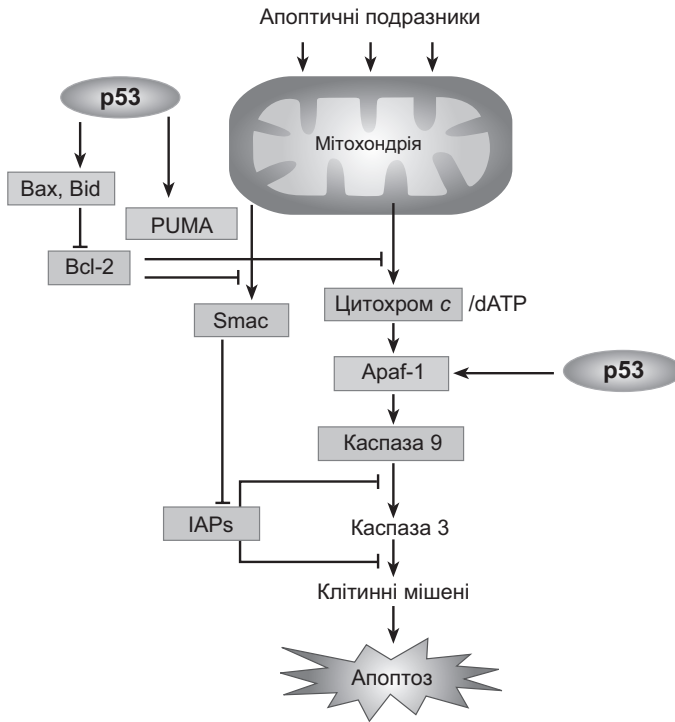 Апоптичні подразники
p53
Мітохондрія
Bax, Bid
PUMA
Bcl-2
Smac
Цитохром c /dATP
Apaf-1
p53
Каспаза 9
IAPs
Каспаза 3
Клітинні мішені
Апоптоз